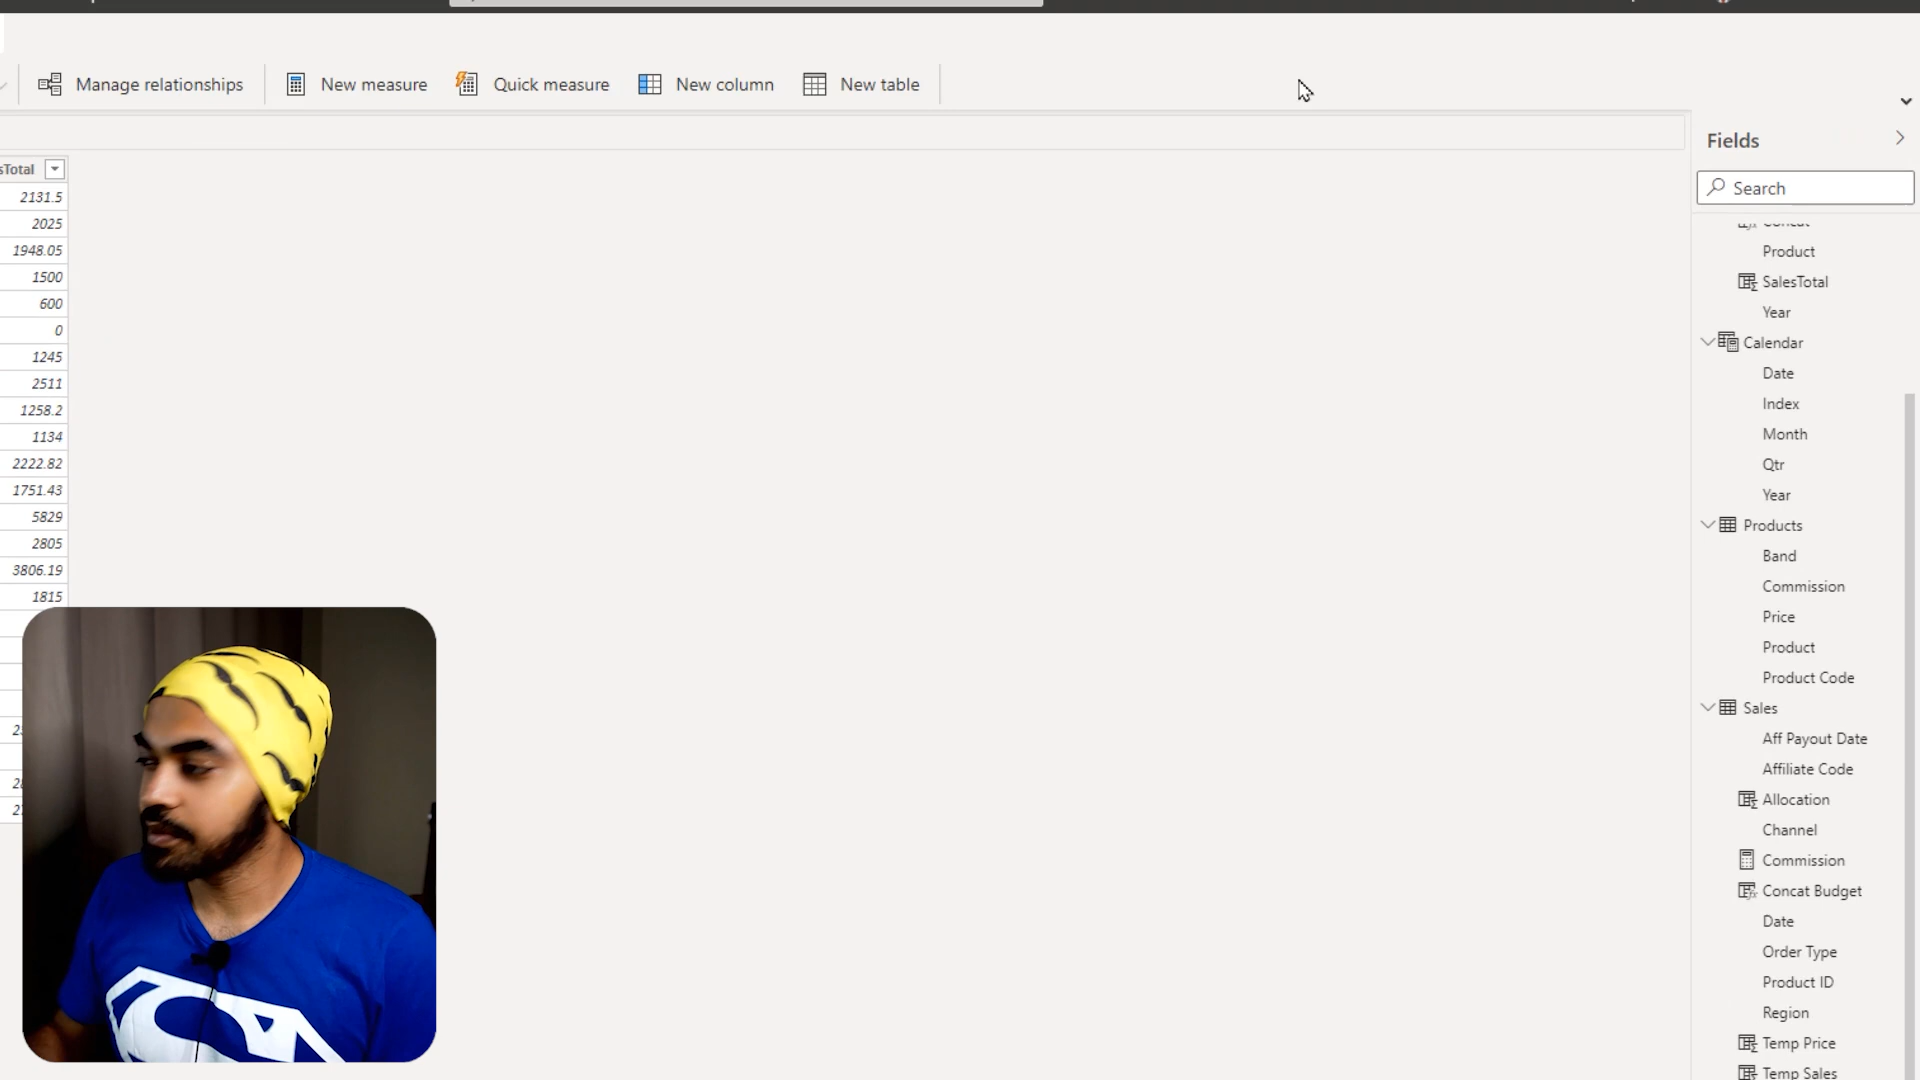 Manage relationships
New measure
Quick measure
New column
New table
Fields
Search
sTotal
2131.5
2025
1948.05
1500
600
0
1245
2511
1258.2
1134
2222.82
1751.43
5829
2805
3806.19
1815
Product
SalesTotal
Year
Calendar
Date
Index
Month
Qtr
Year
Products
Band
Commission
Price
Product
Product Code
Sales
Aff Payout Date
Affiliate Code
Allocation
Channel
Commission
Concat Budget
Date
Order Type
Product ID
Region
Temp Price
Temp Sales